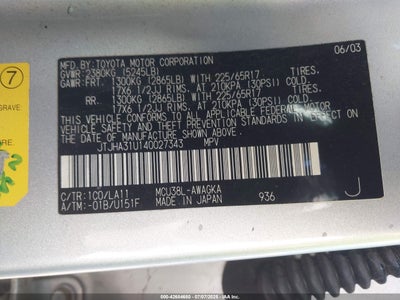 MFD. BY:TOYOTA MOTOR CORPORATION 06/03
GVWR: 2380KG (5245LB)
GAWR:FRT. 1300KG (2865LB) WITH 225/65R17 TIRES.
17X6 1/2JJ RIMS, AT 210KPA (30PSI) COLD.
RR. 1300KG (2865LB) WITH 225/65R17 TIRES.
17X6 1/2JJ RIMS, AT 210KPA (30PSI) COLD.
THIS VEHICLE CONFORMS TO ALL APPLICABLE FEDERAL MOTOR
VEHICLE SAFETY AND THEFT PREVENTION STANDARDS IN EFFECT ON THE
DATE OF MANUFACTURE SHOWN ABOVE.
JTJHA31U140027343 MPV
C/TR:1C0/LA11 MCU38L-AWAGKA
A/TM:-01B/U151F MADE IN JAPAN 936 J
7
GRAVE: